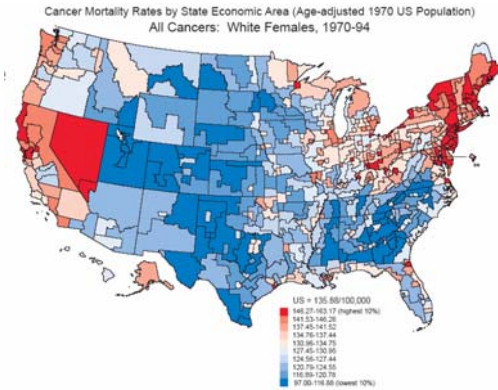 Cancer Mortality Rates by State Economic Area (Age-adjusted 1970 US Population)
All Cancers: White Females, 1970-94
US = 135.88/100,000
146.27-163.17 (highest 10%)
141.53-146.26
137.45-141.52
134.76-137.44
130.96-134.75
127.45-130.95
124.56-127.44
120.79-124.55
116.89-120.78
97.00-116.88 (lowest 10%)